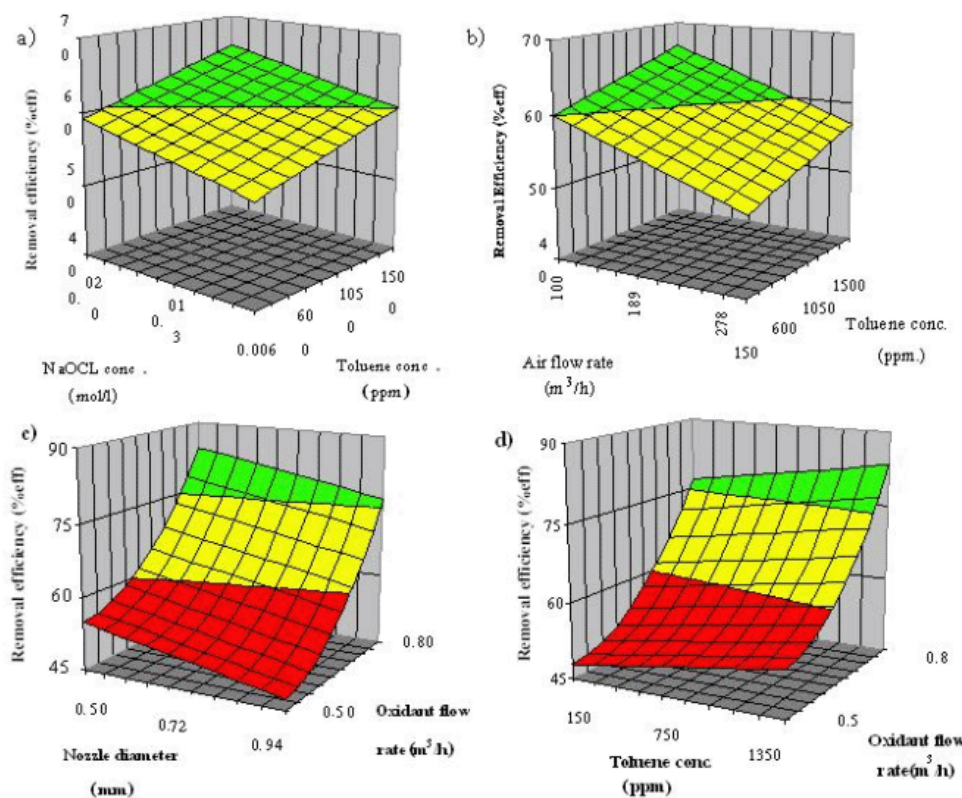 a)
7
0
6
0
5
0
4
0
Removal efficiency (%eff)
02
0.
0
01
0.
3
0.006
NaOCL conc .
(mol/l)
60
0
105
0
150
0
Toluene conc .
(ppm)
b)
70
60
50
4
0
Removal Efficiency (%eff)
100
189
278
150
Air flow rate
(m³/h)
600
1050
1500
Toluene conc.
(ppm.)
c)
90
75
60
45
Removal efficiency (%eff)
0.50
0.72
0.94
Nozzle diameter
(mm)
0.50
0.80
Oxidant flow
rate(m³/h)
d)
90
75
60
45
Removal efficiency (%eff)
150
750
1350
Toluene conc
(ppm)
0.5
0.8
Oxidant flow
rate(m³/h)